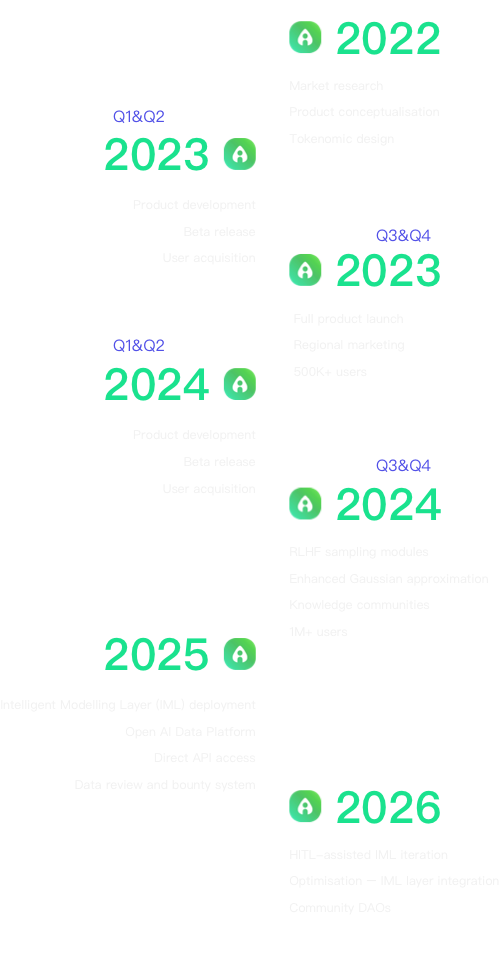 2022
Market research
Product conceptualisation
Tokenomic design
Q1&Q2
2023
Product development
Beta release
User acquisition
Q3&Q4
2023
Full product launch
Regional marketing
500K+ users
Q1&Q2
2024
Product development
Beta release
User acquisition
Q3&Q4
2024
RLHF sampling modules
Enhanced Gaussian approximation
Knowledge communities
1M+ users
2025
Intelligent Modelling Layer (IML) deployment
Open AI Data Platform
Direct API access
Data review and bounty system
2026
HITL-assisted IML iteration
Optimisation – IML layer integration
Community DAOs